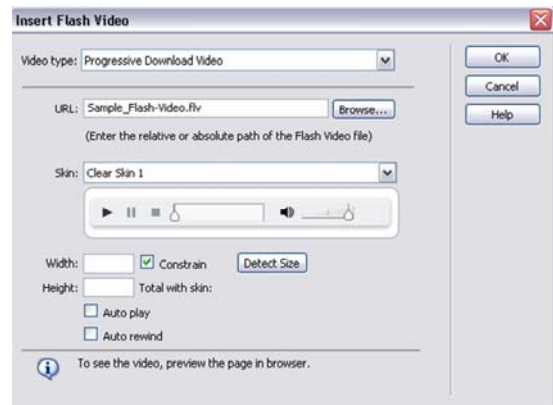 Insert Flash Video
Video type: Progressive Download Video
OK
Cancel
Help
URL: Sample_Flash-Video.flv Browse...
(Enter the relative or absolute path of the Flash Video file)
Skin: Clear Skin 1
Width: Constrain Detect Size
Height: Total with skin:
Auto play
Auto rewind
To see the video, preview the page in browser.